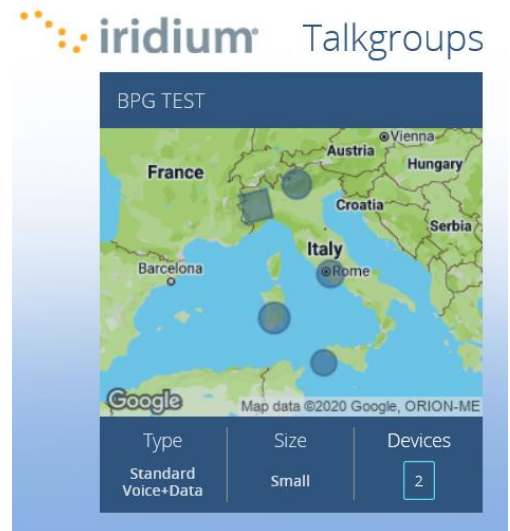 iridium Talkgroups
BPG TEST
Vienna
Austria
France
Hungary
Croatia
Serbia
Italy
Barcelona
Rome
Google
Map data ©2020 Google, ORION-ME
Type Size Devices
Standard
Voice+Data
Small
2